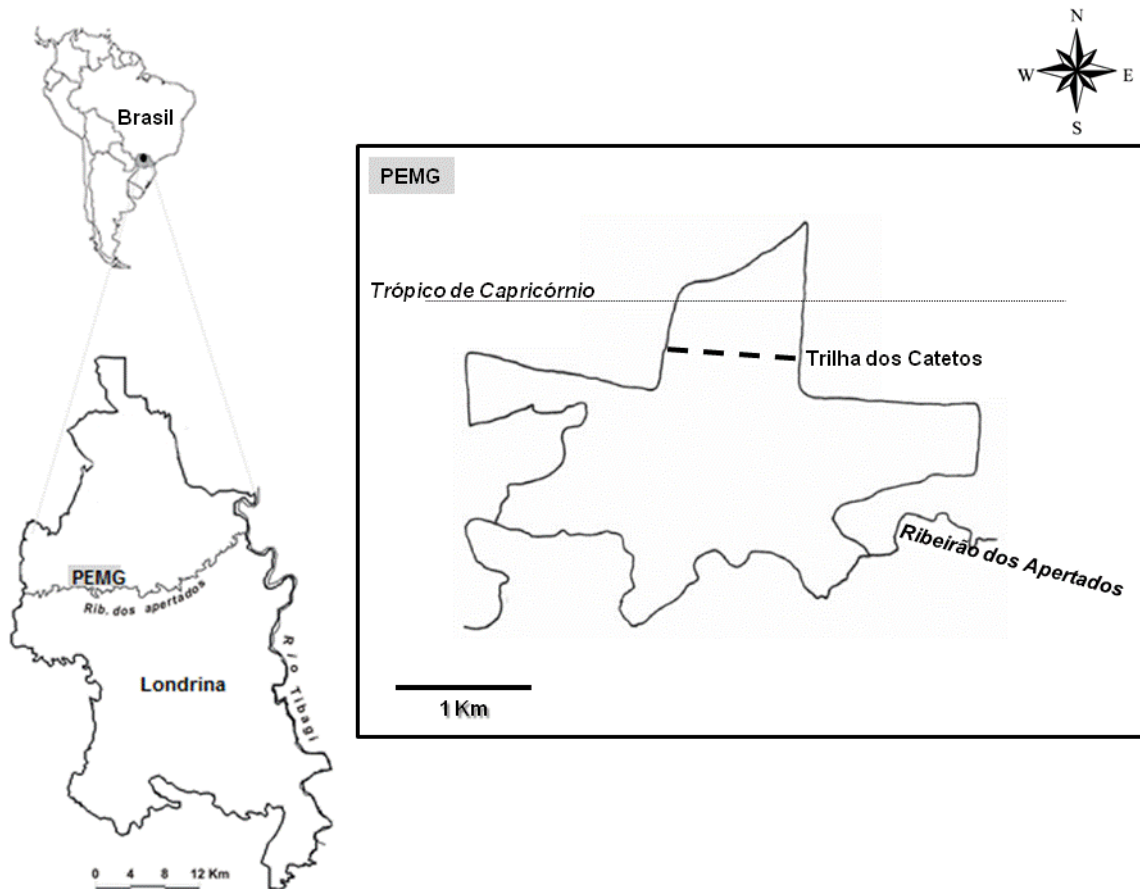 N
W E
S
Brasil
PEMG
Trópico de Capricórnio
Trilha dos Catetos
Ribeirão dos Apertados
1 Km
PEMG
Rib. dos apertados
Londrina
Rio Tibagi
0 4 8 12 Km